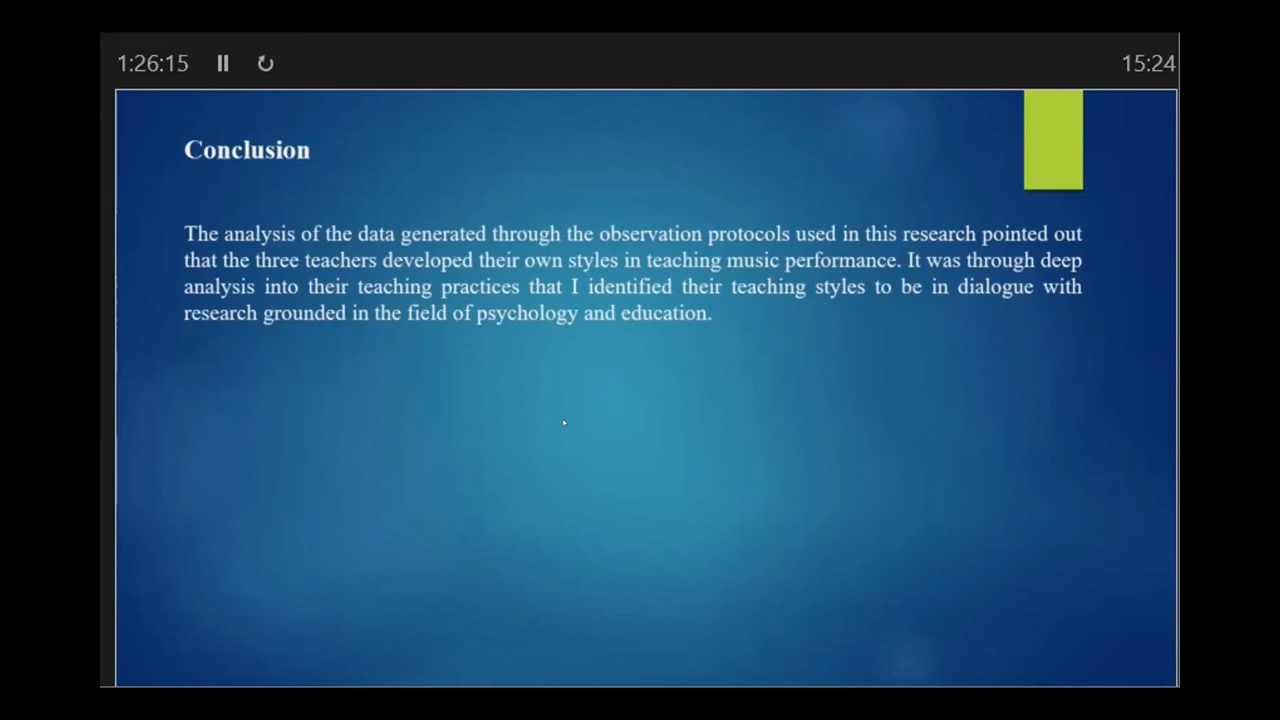 1:26:15
15:24
Conclusion
The analysis of the data generated through the observation protocols used in this research pointed out
that the three teachers developed their own styles in teaching music performance. It was through deep
analysis into their teaching practices that I identified their teaching styles to be in dialogue with
research grounded in the field of psychology and education.